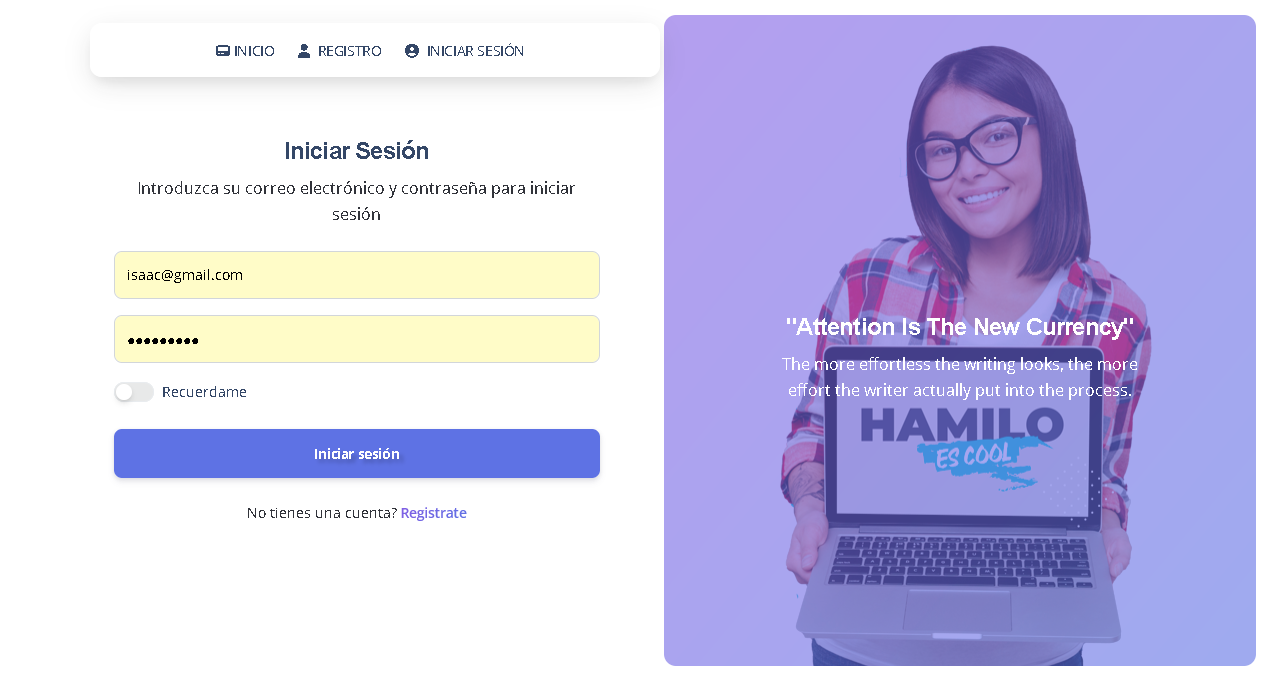 INICIO REGISTRO INICIAR SESIÓN
Iniciar Sesión
Introduzca su correo electrónico y contraseña para iniciar
sesión
isaac@gmail.com
•••••••••
Recuerdame
Iniciar sesión
No tienes una cuenta? Registrate
"Attention Is The New Currency"
The more effortless the writing looks, the more
effort the writer actually put into the process.
HAMILO
ES COOL